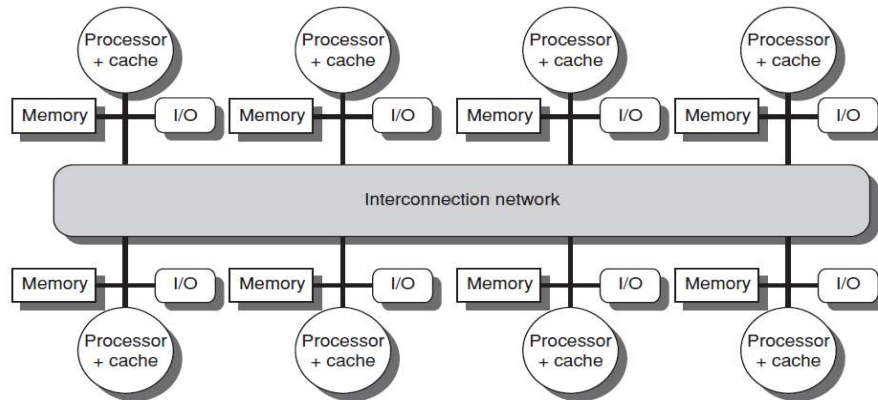 Processor
+ cache
Processor
+ cache
Processor
+ cache
Processor
+ cache
Memory
I/O
Memory
I/O
Memory
I/O
Memory
I/O
Interconnection network
Memory
I/O
Memory
I/O
Memory
I/O
Memory
I/O
Processor
+ cache
Processor
+ cache
Processor
+ cache
Processor
+ cache